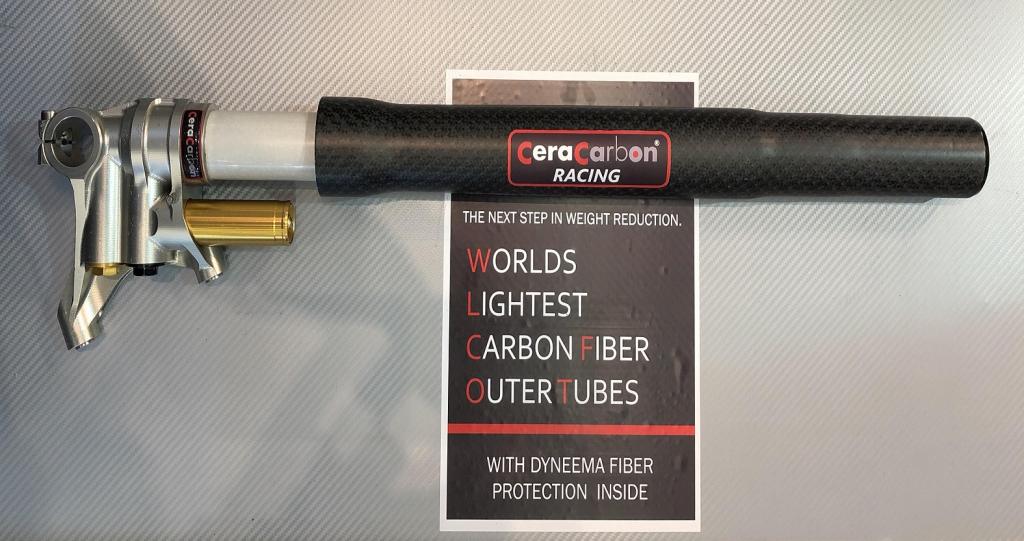 CeraCarbon
CeraCarbon®
RACING
THE NEXT STEP IN WEIGHT REDUCTION.
WORLDS
LIGHTEST
CARBON FIBER
OUTER TUBES
WITH DYNEEMA FIBER
PROTECTION INSIDE